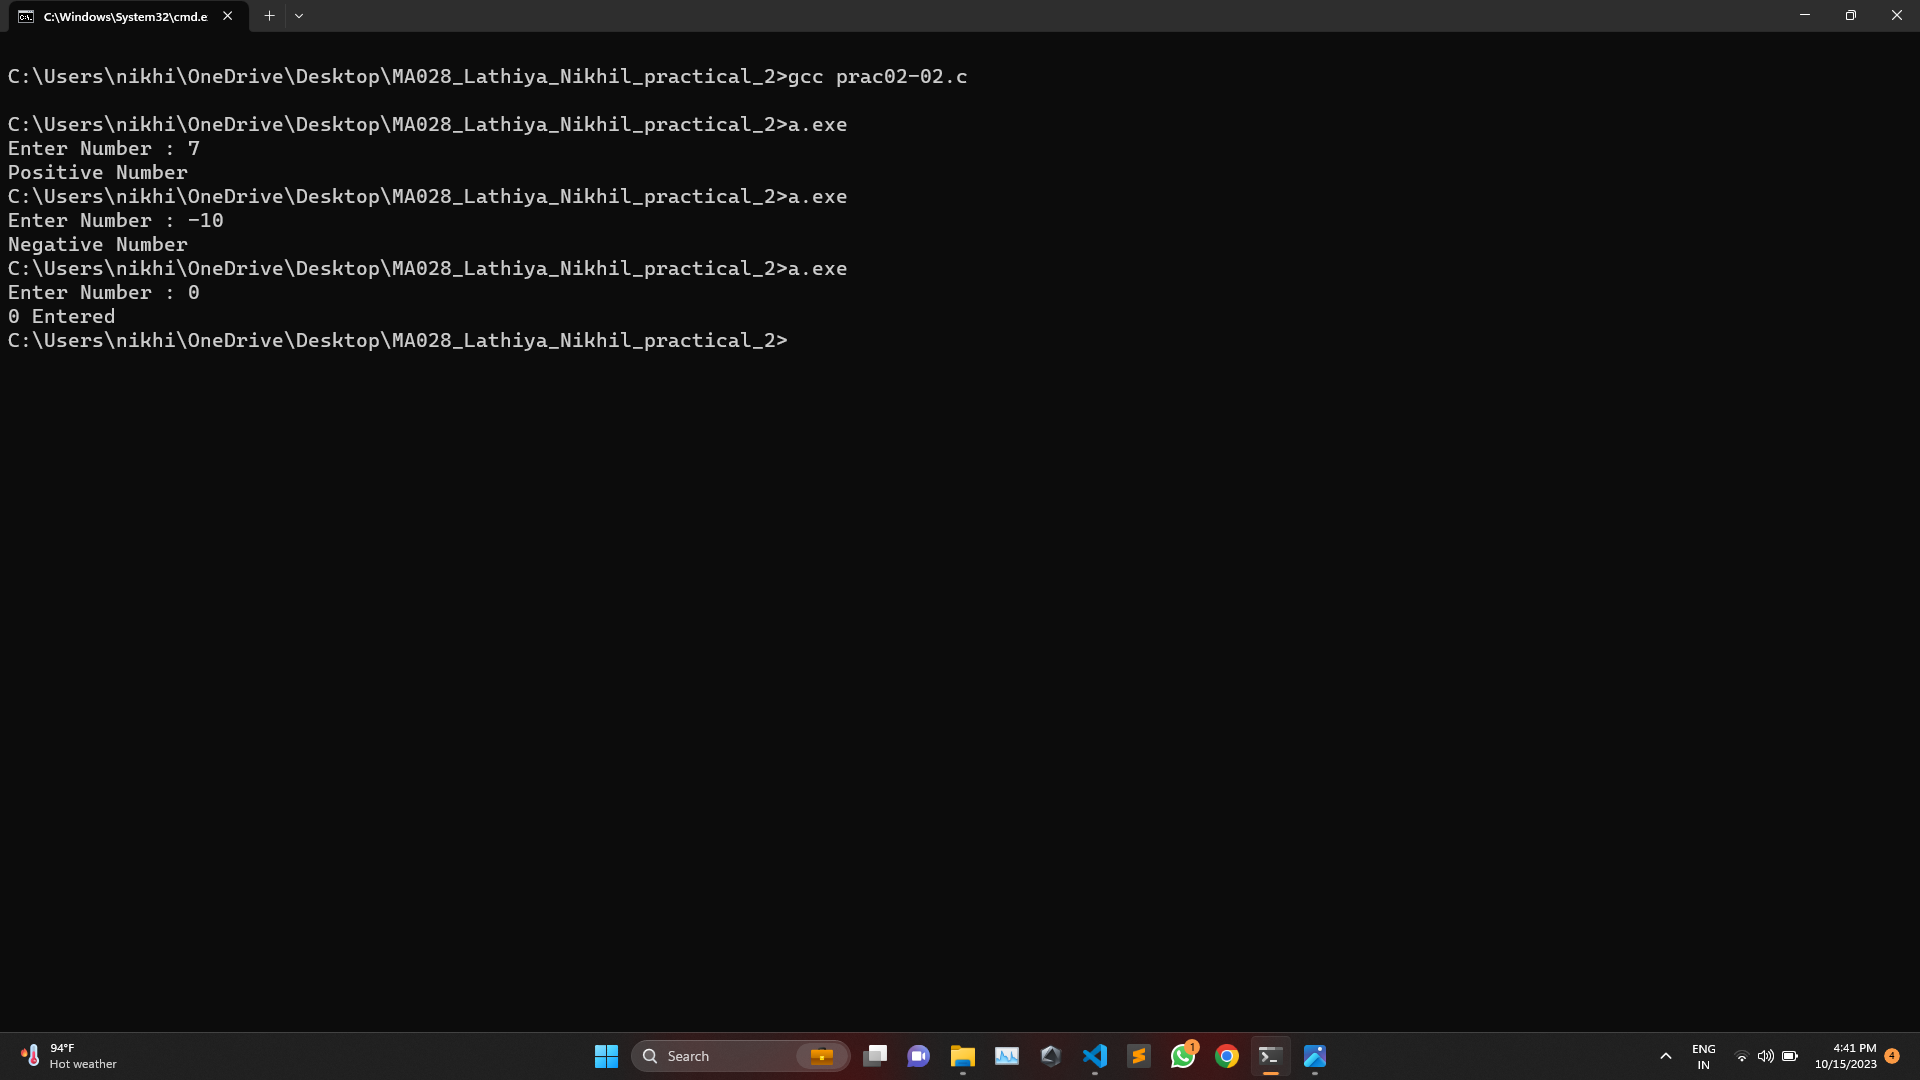 C:\Windows\System32\cmd.e
C:\Users\nikhi\OneDrive\Desktop\MA028_Lathiya_Nikhil_practical_2>gcc prac02-02.c
C:\Users\nikhi\OneDrive\Desktop\MA028_Lathiya_Nikhil_practical_2>a.exe
Enter Number : 7
Positive Number
C:\Users\nikhi\OneDrive\Desktop\MA028_Lathiya_Nikhil_practical_2>a.exe
Enter Number : -10
Negative Number
C:\Users\nikhi\OneDrive\Desktop\MA028_Lathiya_Nikhil_practical_2>a.exe
Enter Number : 0
0 Entered
C:\Users\nikhi\OneDrive\Desktop\MA028_Lathiya_Nikhil_practical_2>
94°F
Hot weather
Search
1
ENG
IN
4:41 PM
10/15/2023
4